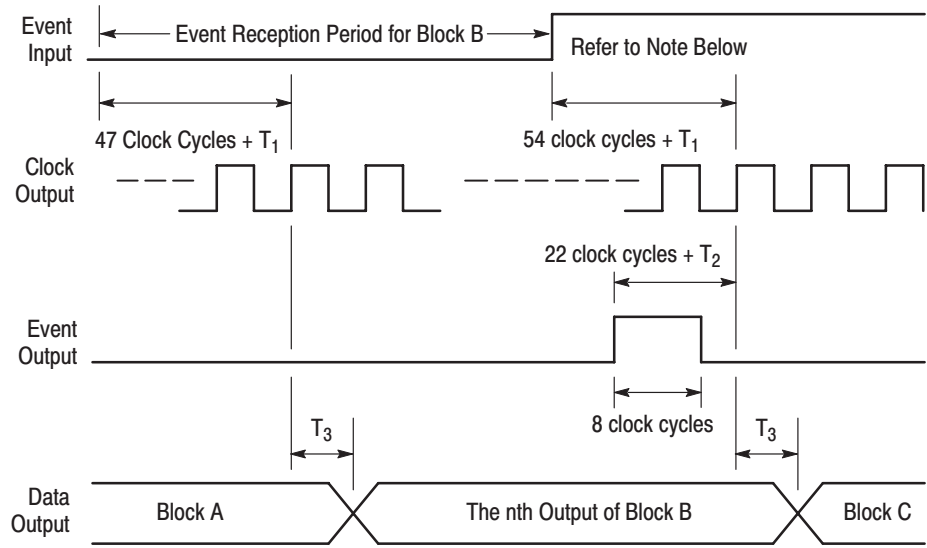 Event
Input
Event Reception Period for Block B
Refer to Note Below
47 Clock Cycles + T1
54 clock cycles + T1
Clock
Output
22 clock cycles + T2
Event
Output
8 clock cycles
T3
T3
Data
Output
Block A
The nth Output of Block B
Block C